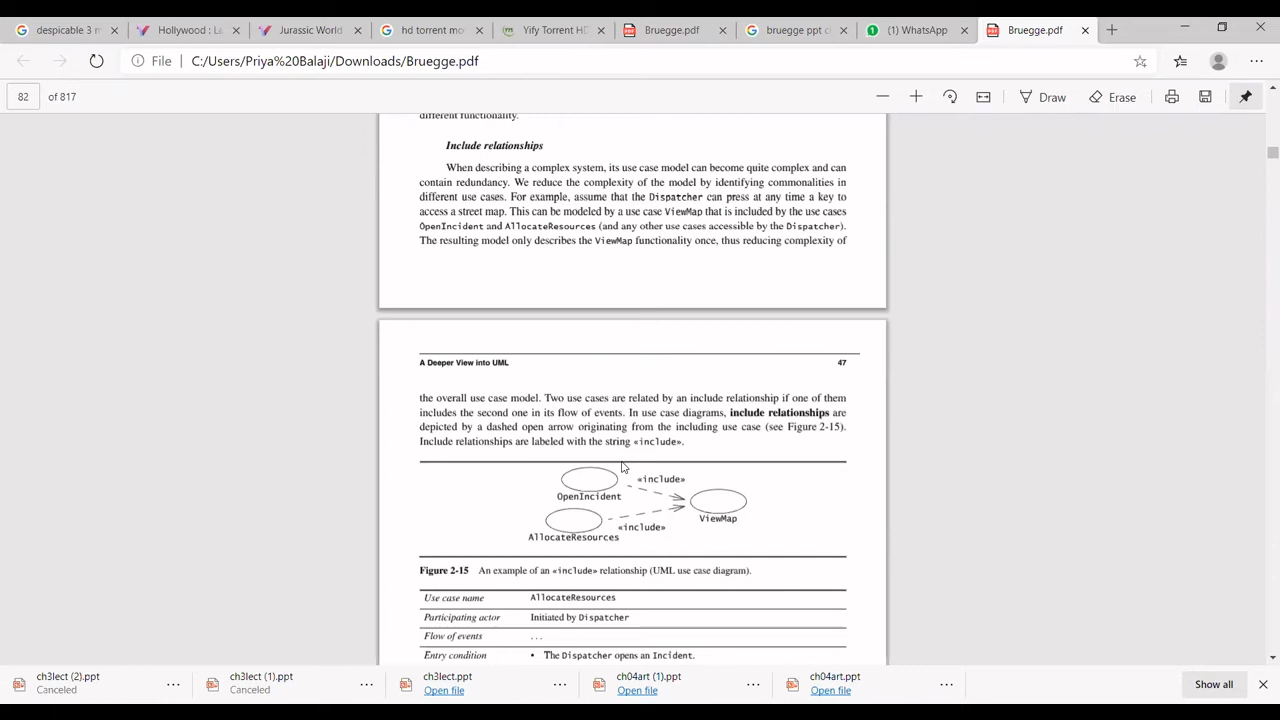 despicable 3 m
Hollywood : La
Jurassic World
hd torrent mo
Yify Torrent HD
Bruegge.pdf
bruegge ppt c
(1) WhatsApp
Bruegge.pdf
File
C:/Users/Priya%20Balaji/Downloads/Bruegge.pdf
82 of 817
Draw
Erase
different functionality.
Include relationships
When describing a complex system, its use case model can become quite complex and can
contain redundancy. We reduce the complexity of the model by identifying commonalities in
different use cases. For example, assume that the Dispatcher can press at any time a key to
access a street map. This can be modeled by a use case ViewMap that is included by the use cases
OpenIncident and AllocateResources (and any other use cases accessible by the Dispatcher).
The resulting model only describes the ViewMap functionality once, thus reducing complexity of
A Deeper View into UML 47
the overall use case model. Two use cases are related by an include relationship if one of them
includes the second one in its flow of events. In use case diagrams, include relationships are
depicted by a dashed open arrow originating from the including use case (see Figure 2-15).
Include relationships are labeled with the string «include».
«include»
OpenIncident
ViewMap
«include»
AllocateResources
Figure 2-15 An example of an «include» relationship (UML use case diagram).
Use case name AllocateResources
Participating actor Initiated by Dispatcher
Flow of events . . .
Entry condition • The Dispatcher opens an Incident.
ch3lect (2).ppt
Canceled
ch3lect (1).ppt
Canceled
ch3lect.ppt
Open file
ch04art (1).ppt
Open file
ch04art.ppt
Open file
Show all